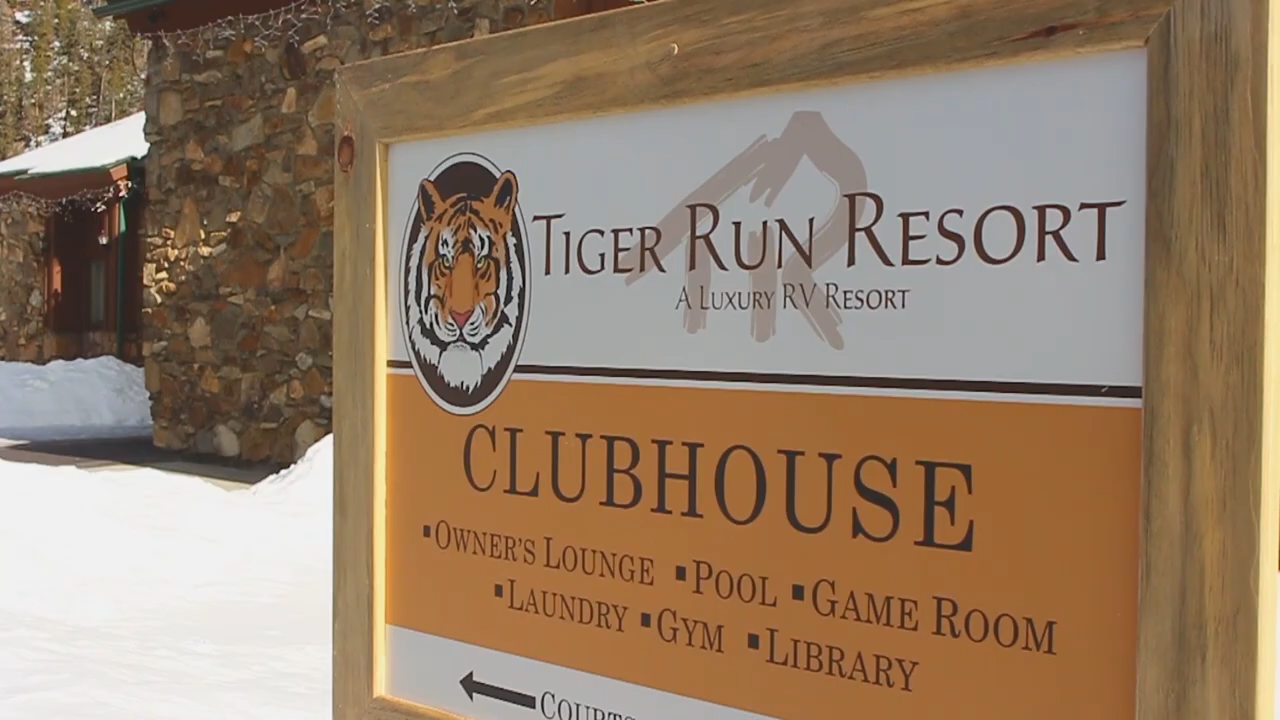 TIGER RUN RESORT
A LUXURY RV RESORT
CLUBHOUSE
▪OWNER'S LOUNGE ▪POOL ▪GAME ROOM
▪LAUNDRY ▪GYM ▪LIBRARY